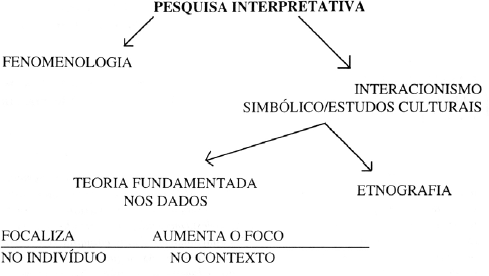 PESQUISA INTERPRETATIVA
FENOMENOLOGIA
INTERACIONISMO
SIMBÓLICO/ESTUDOS CULTURAIS
TEORIA FUNDAMENTADA
NOS DADOS
ETNOGRAFIA
FOCALIZA AUMENTA O FOCO
NO INDIVÍDUO NO CONTEXTO